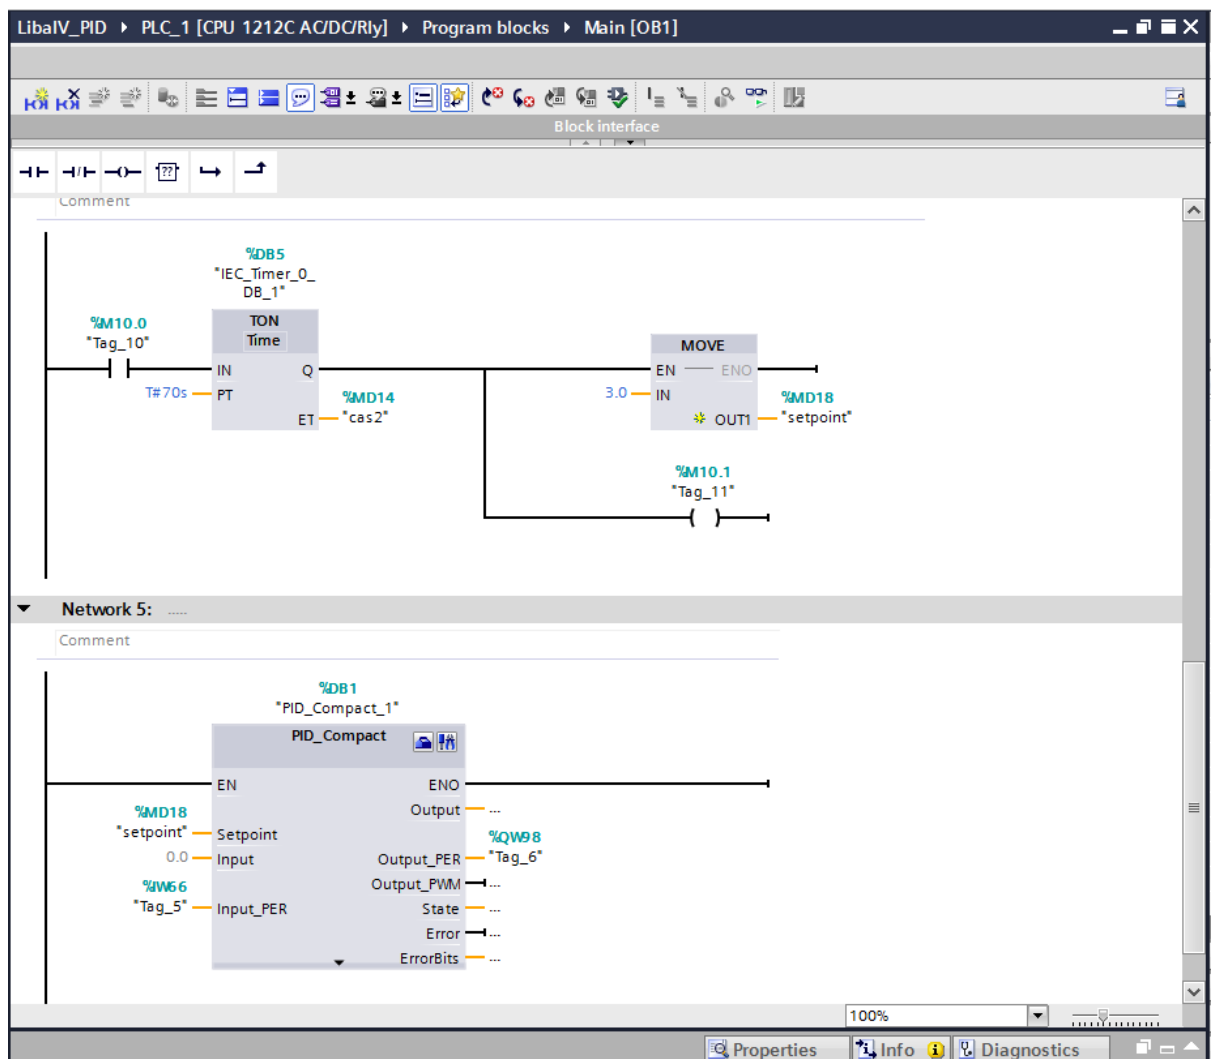 LibalV_PID ▸ PLC_1 [CPU 1212C AC/DC/Rly] ▸ Program blocks ▸ Main [OB1]
Block interface
??
Comment
%DB5
"IEC_Timer_0_
DB_1"
%M10.0
"Tag_10"
TON
Time
MOVE
IN Q
EN ENO
T#70s PT
%MD14
3.0 IN
%MD18
ET "cas2"
OUT1 "setpoint"
%M10.1
"Tag_11"
Network 5: .....
Comment
%DB1
"PID_Compact_1"
PID_Compact
EN ENO
%MD18
Output ...
"setpoint" Setpoint
%QW98
0.0 Input
Output_PER "Tag_6"
%IW66
Output_PWM ...
"Tag_5" Input_PER
State ...
Error ...
ErrorBits ...
100%
Properties Info Diagnostics